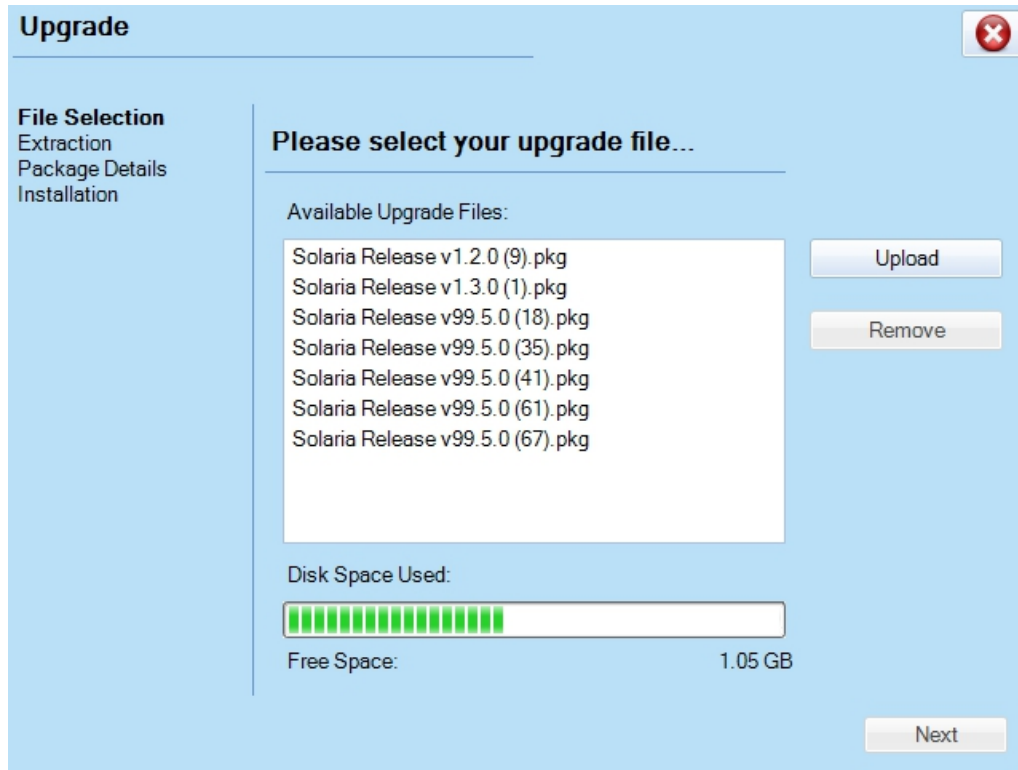 Upgrade
File Selection
Extraction
Package Details
Installation
Please select your upgrade file...
Available Upgrade Files:
Solaria Release v1.2.0 (9).pkg
Solaria Release v1.3.0 (1).pkg
Solaria Release v99.5.0 (18).pkg
Solaria Release v99.5.0 (35).pkg
Solaria Release v99.5.0 (41).pkg
Solaria Release v99.5.0 (61).pkg
Solaria Release v99.5.0 (67).pkg
Upload
Remove
Disk Space Used:
Free Space: 1.05 GB
Next